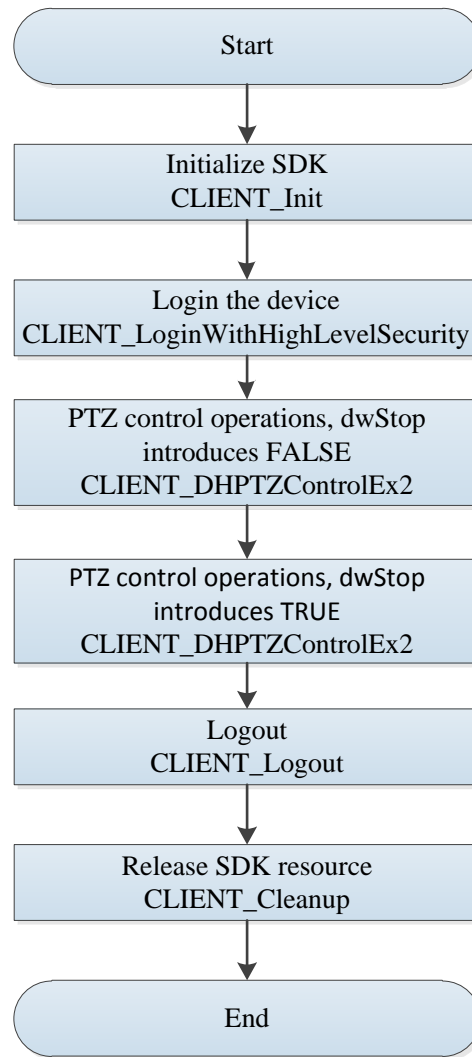 Start
Initialize SDK
CLIENT_Init
Login the device
CLIENT_LoginWithHighLevelSecurity
PTZ control operations, dwStop
introduces FALSE
CLIENT_DHPTZControlEx2
PTZ control operations, dwStop
introduces TRUE
CLIENT_DHPTZControlEx2
Logout
CLIENT_Logout
Release SDK resource
CLIENT_Cleanup
End